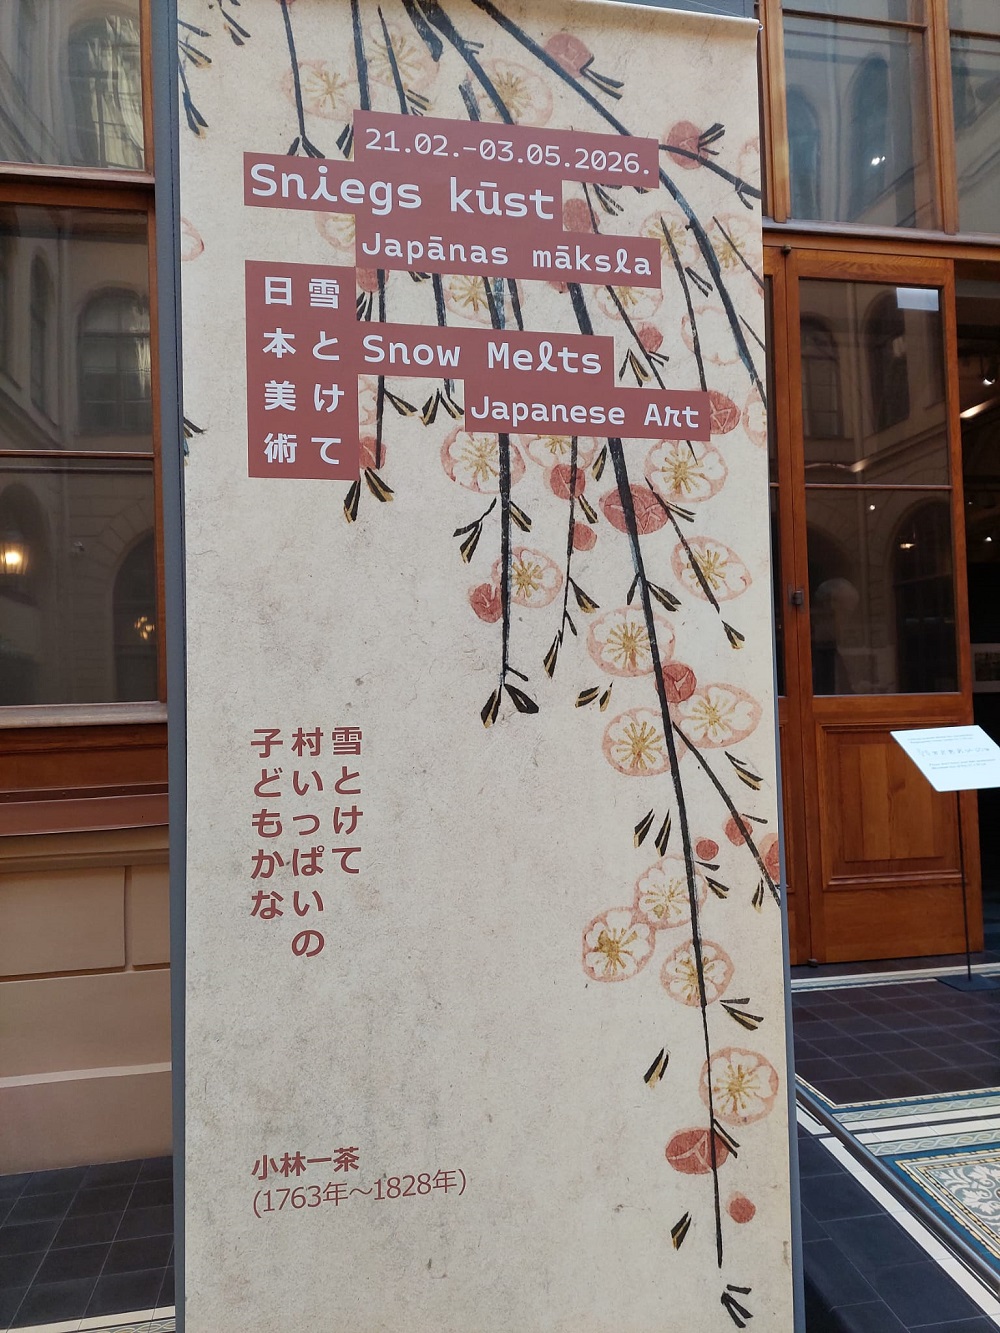 21.02.–03.05.2026.
Sniegs kūst
Japānas māksla
雪とけて
日本美術
Snow Melts
Japanese Art
雪とけて
村いっぱいの
子どもかな
小林一茶
(1763年～1828年)